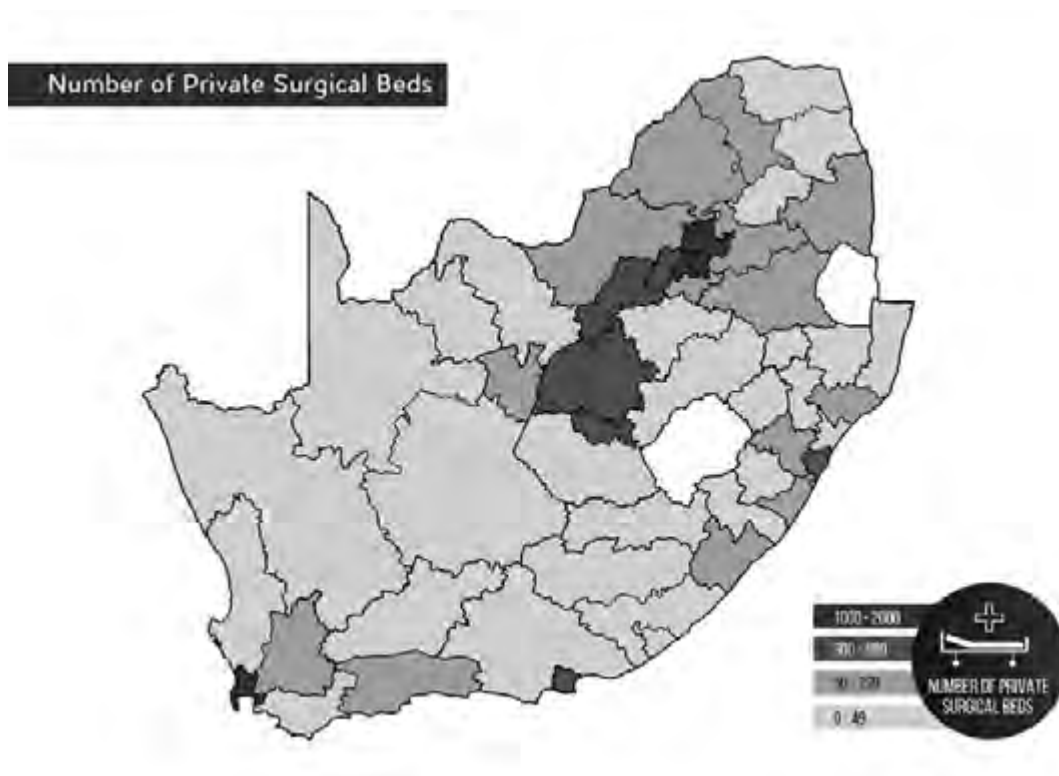 Number of Private Surgical Beds
1000 - 2000
0 - 49
NUMBER OF PRIVATE
SURGICAL BEDS